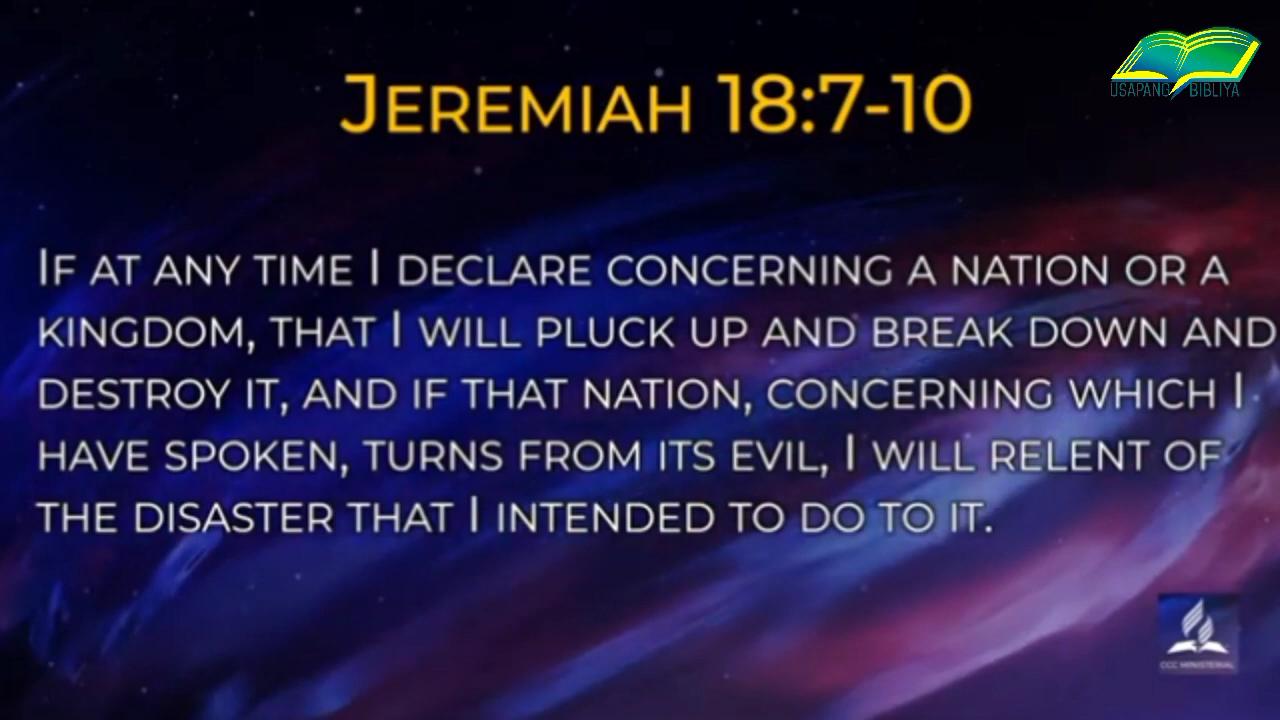 JEREMIAH 18:7-10
USAPANG BIBLIYA
IF AT ANY TIME I DECLARE CONCERNING A NATION OR A
KINGDOM, THAT I WILL PLUCK UP AND BREAK DOWN AND
DESTROY IT, AND IF THAT NATION, CONCERNING WHICH I
HAVE SPOKEN, TURNS FROM ITS EVIL, I WILL RELENT OF
THE DISASTER THAT I INTENDED TO DO TO IT.
CCC MINISTERIAL